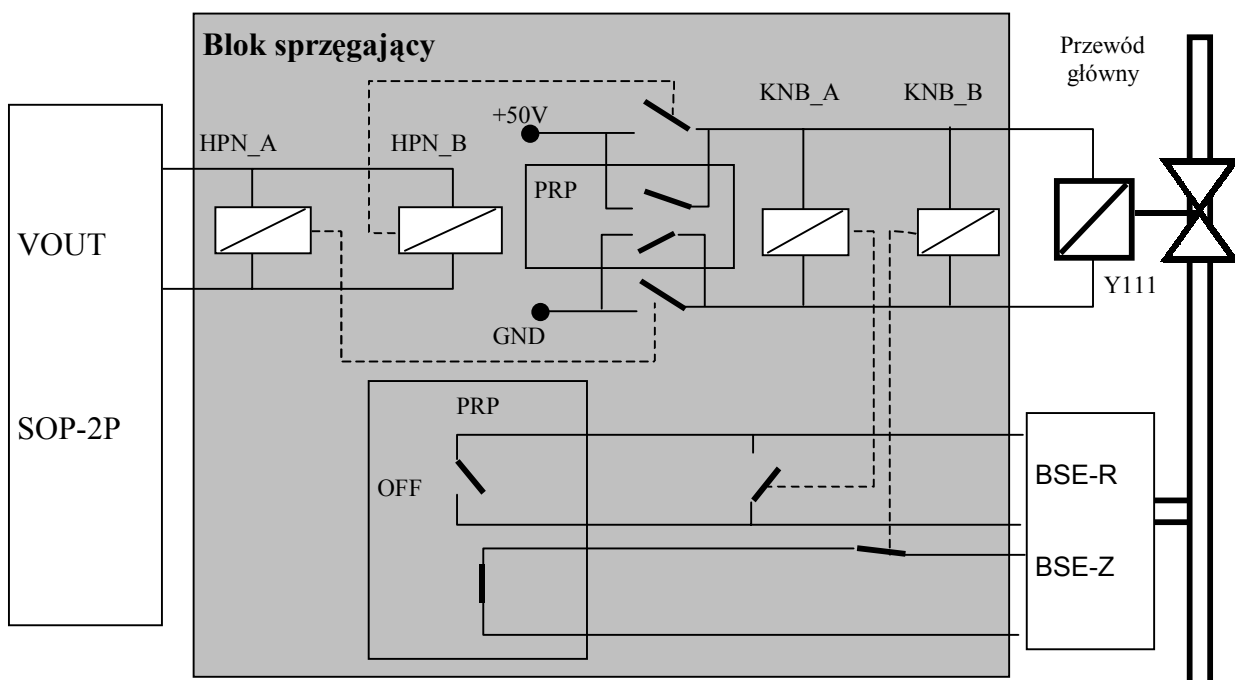 Blok sprzęgający
Przewód
główny
KNB_A
KNB_B
+50V
HPN_A
HPN_B
PRP
VOUT
Y111
GND
PRP
SOP-2P
OFF
BSE-R
BSE-Z